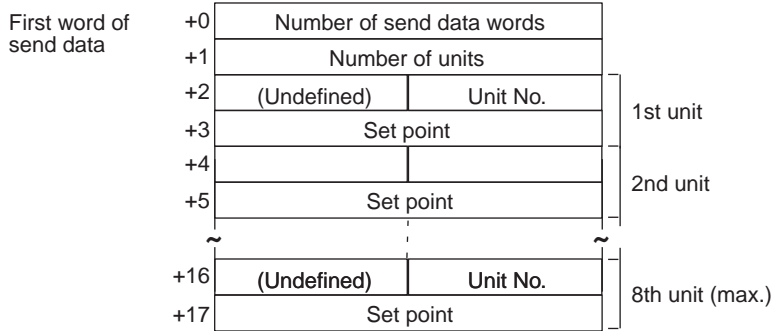 First word of
send data
+0 Number of send data words
+1 Number of units
+2 (Undefined) Unit No.
+3 Set point
1st unit
+4
+5 Set point
2nd unit
~ ~
+16 (Undefined) Unit No.
+17 Set point
8th unit (max.)